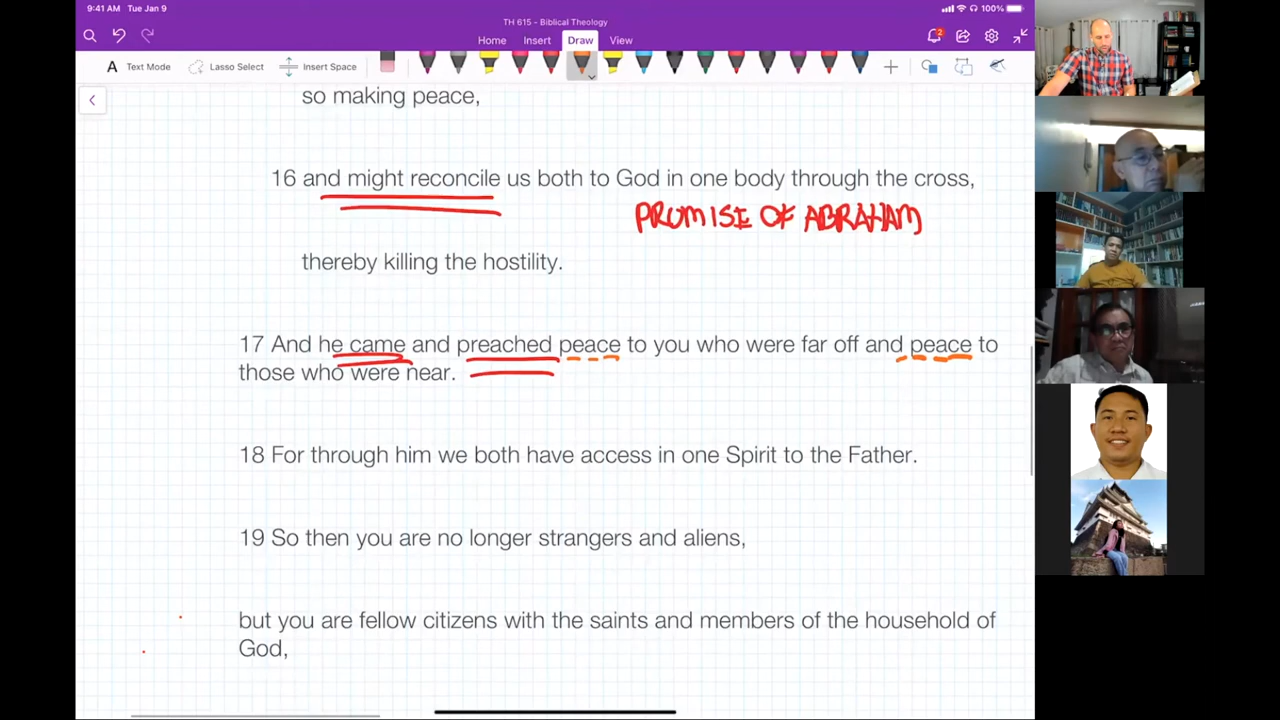 9:41 AM Tue Jan 9
100%
TH 615 - Biblical Theology
Home Insert Draw View
2
Text Mode Lasso Select Insert Space
so making peace,
16 and might reconcile us both to God in one body through the cross,
PROMISE OF ABRAHAM
thereby killing the hostility.
17 And he came and preached peace to you who were far off and peace to
those who were near.
18 For through him we both have access in one Spirit to the Father.
19 So then you are no longer strangers and aliens,
but you are fellow citizens with the saints and members of the household of
God,